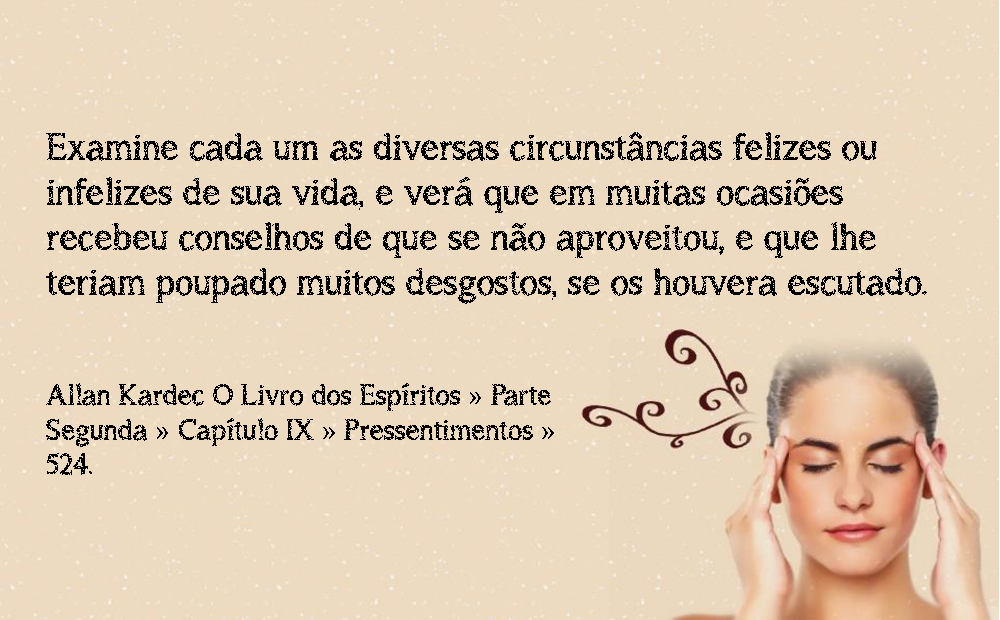 Examine cada um as diversas circunstâncias felizes ou
infelizes de sua vida, e verá que em muitas ocasiões
recebeu conselhos de que se não aproveitou, e que lhe
teriam poupado muitos desgostos, se os houvera escutado.
Allan Kardec O Livro dos Espíritos » Parte
Segunda » Capítulo IX » Pressentimentos »
524.